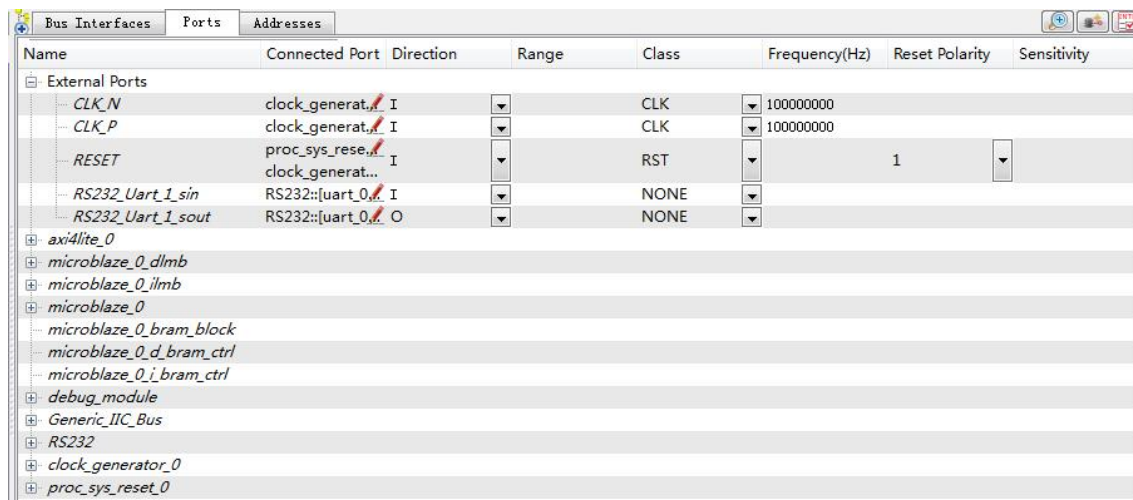 Bus Interfaces Ports Addresses
Name Connected Port Direction Range Class Frequency(Hz) Reset Polarity Sensitivity
External Ports
CLK_N clock_generat... I CLK 100000000
CLK_P clock_generat... I CLK 100000000
RESET proc_sys_rese... I RST 1
clock_generat...
RS232_Uart_1_sin RS232::[uart_0... I NONE
RS232_Uart_1_sout RS232::[uart_0... O NONE
axi4lite_0
microblaze_0_dlmb
microblaze_0_ilmb
microblaze_0
microblaze_0_bram_block
microblaze_0_d_bram_ctrl
microblaze_0_i_bram_ctrl
debug_module
Generic_IIC_Bus
RS232
clock_generator_0
proc_sys_reset_0